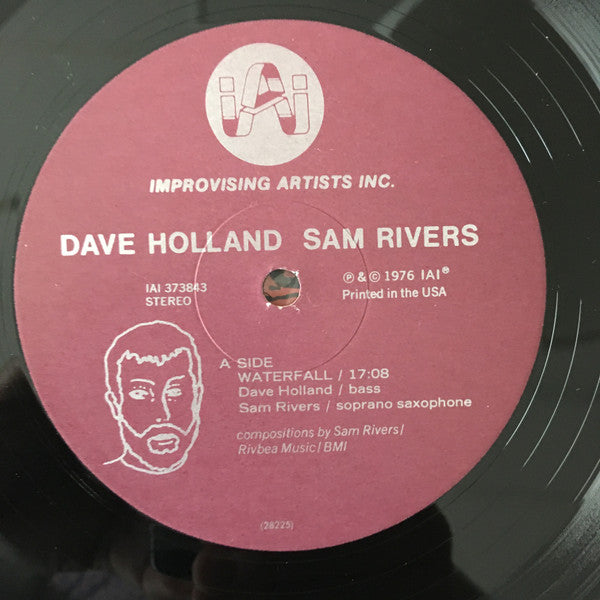 iAi
IMPROVISING ARTISTS INC.
DAVE HOLLAND SAM RIVERS
IAI 373843
STEREO
℗ & © 1976 IAI®
Printed in the USA
A SIDE
WATERFALL / 17:08
Dave Holland / bass
Sam Rivers / soprano saxophone
compositions by Sam Rivers/
Rivbea Music/BMI
(28225)